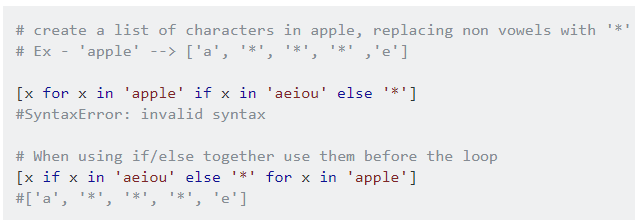 # create a list of characters in apple, replacing non vowels with '*'
# Ex - 'apple' --> ['a', '*', '*', '*' ,'e']
[x for x in 'apple' if x in 'aeiou' else '*']
#SyntaxError: invalid syntax
# When using if/else together use them before the loop
[x if x in 'aeiou' else '*' for x in 'apple']
#['a', '*', '*', '*', 'e']